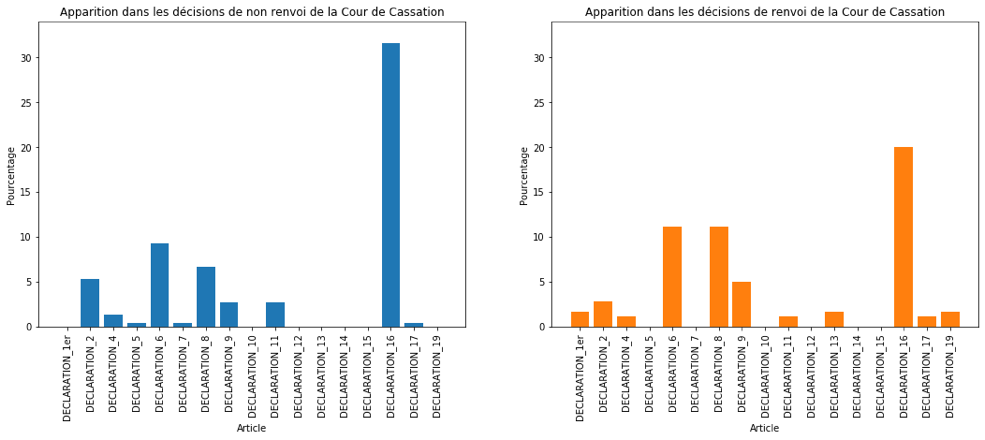 Apparition dans les décisions de non renvoi de la Cour de Cassation
30
25
20
15
10
5
0
Pourcentage
DECLARATION_1er
DECLARATION_2
DECLARATION_4
DECLARATION_5
DECLARATION_6
DECLARATION_7
DECLARATION_8
DECLARATION_9
DECLARATION_10
DECLARATION_11
DECLARATION_12
DECLARATION_13
DECLARATION_14
DECLARATION_15
DECLARATION_16
DECLARATION_17
DECLARATION_19
Article
Apparition dans les décisions de renvoi de la Cour de Cassation
30
25
20
15
10
5
0
Pourcentage
DECLARATION_1er
DECLARATION_2
DECLARATION_4
DECLARATION_5
DECLARATION_6
DECLARATION_7
DECLARATION_8
DECLARATION_9
DECLARATION_10
DECLARATION_11
DECLARATION_12
DECLARATION_13
DECLARATION_14
DECLARATION_15
DECLARATION_16
DECLARATION_17
DECLARATION_19
Article